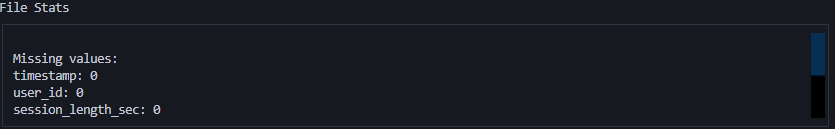 File Stats
Missing values:
timestamp: 0
user_id: 0
session_length_sec: 0